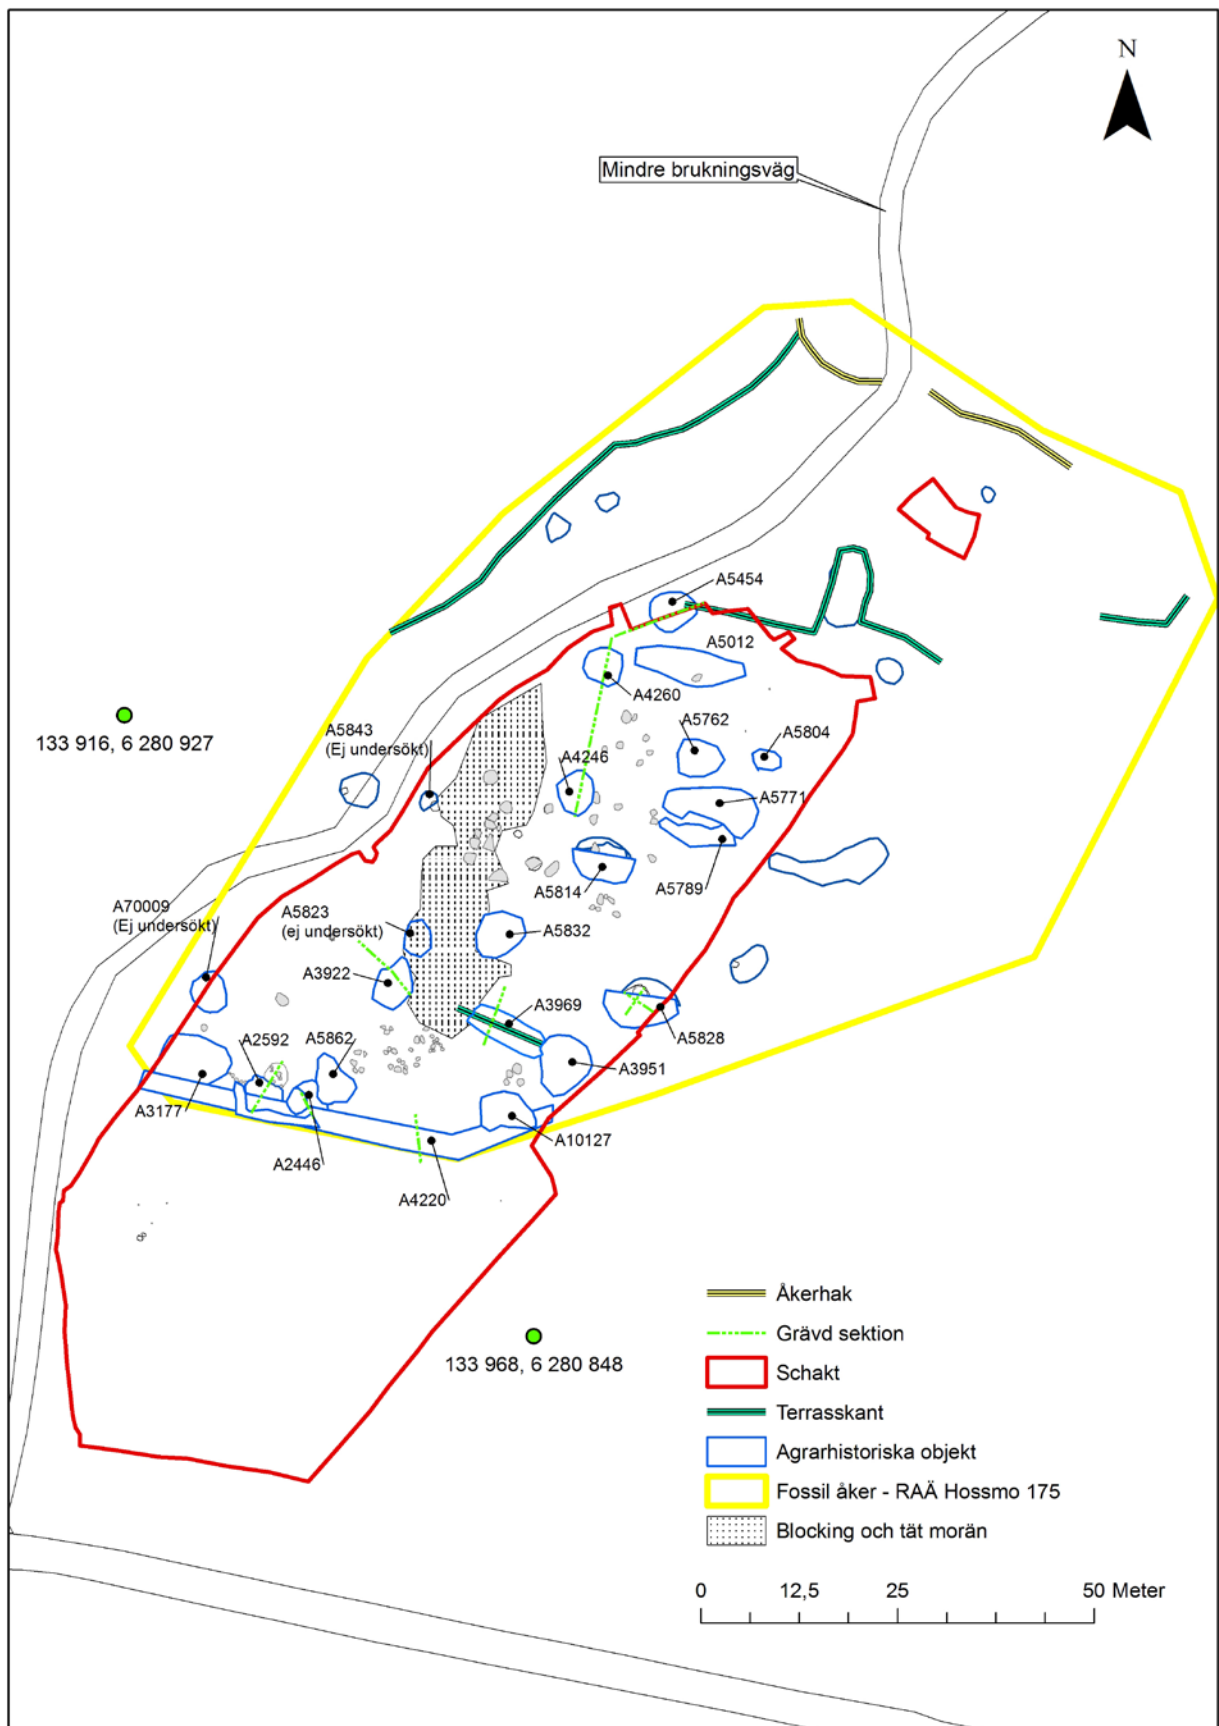 N
Mindre brukningsväg
A5454
A5012
A4260
133 916, 6 280 927
A5843
(Ej undersökt)
A5762
A5804
A4246
A5771
A5814
A5789
A70009
(Ej undersökt)
A5823
(ej undersökt)
A5832
A3922
A3969
A2592
A5862
A5828
A3951
A3177
A10127
A2446
A4220
133 968, 6 280 848
Åkerhak
Grävd sektion
Schakt
Terrasskant
Agrarhistoriska objekt
Fossil åker - RAÄ Hossmo 175
Blocking och tät morän
0 12,5 25 50 Meter